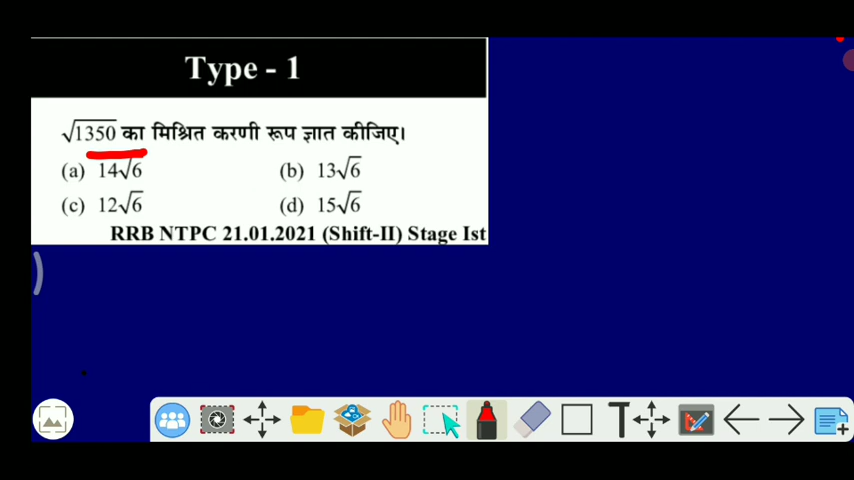 Type - 1
√1350 का मिश्रित करणी रूप ज्ञात कीजिए।
(a) 14√6 (b) 13√6
(c) 12√6 (d) 15√6
RRB NTPC 21.01.2021 (Shift-II) Stage Ist